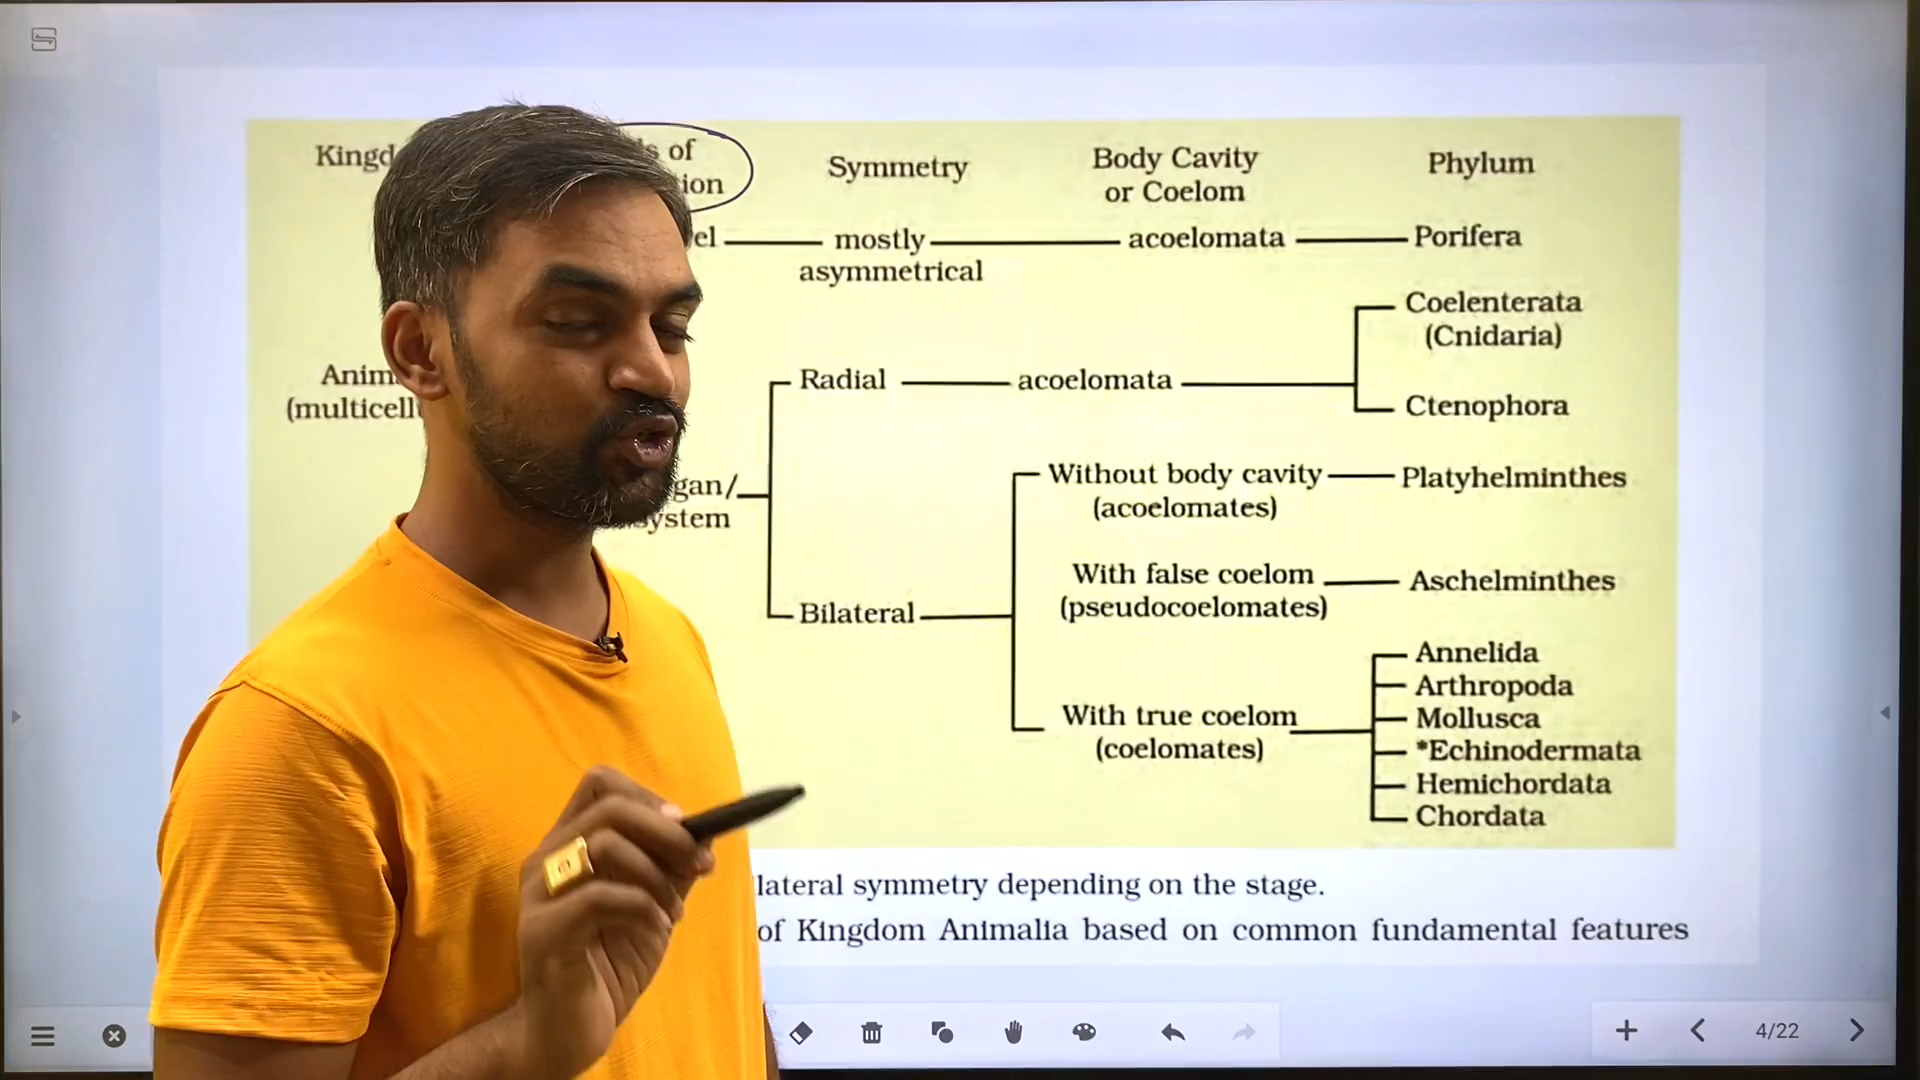 Kingd
s of
ion
Symmetry
Body Cavity
or Coelom
Phylum
el
mostly
asymmetrical
acoelomata
Porifera
Coelenterata
(Cnidaria)
Anim
(multicell
Radial
acoelomata
Ctenophora
gan/
system
Without body cavity
(acoelomates)
Platyhelminthes
With false coelom
(pseudocoelomates)
Aschelminthes
Bilateral
With true coelom
(coelomates)
Annelida
Arthropoda
Mollusca
*Echinodermata
Hemichordata
Chordata
lateral symmetry depending on the stage.
of Kingdom Animalia based on common fundamental features
4/22